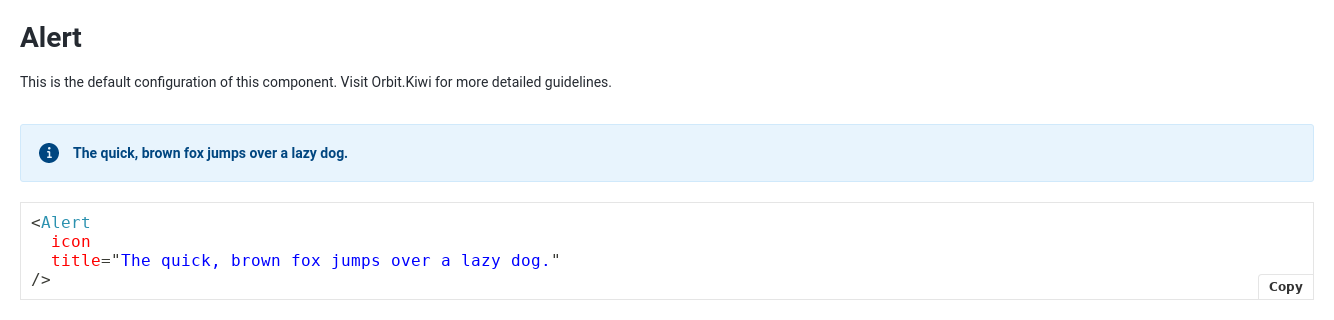 Alert
This is the default configuration of this component. Visit Orbit.Kiwi for more detailed guidelines.
The quick, brown fox jumps over a lazy dog.
<Alert
  icon
  title="The quick, brown fox jumps over a lazy dog."
/>
Copy